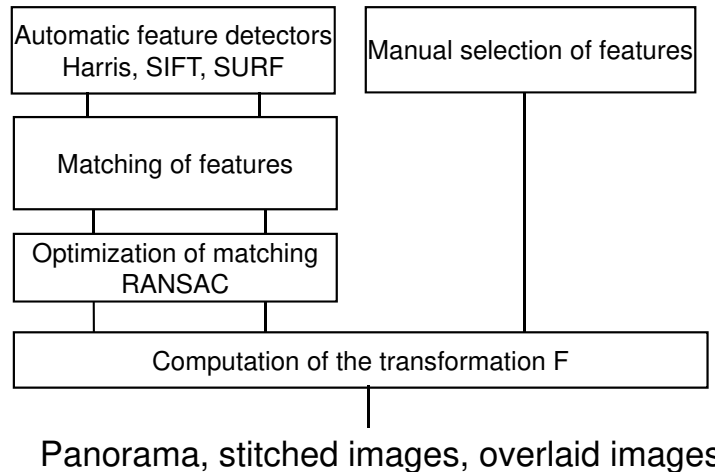 Automatic feature detectors
Harris, SIFT, SURF
Manual selection of features
Matching of features
Optimization of matching
RANSAC
Computation of the transformation F
Panorama, stitched images, overlaid images